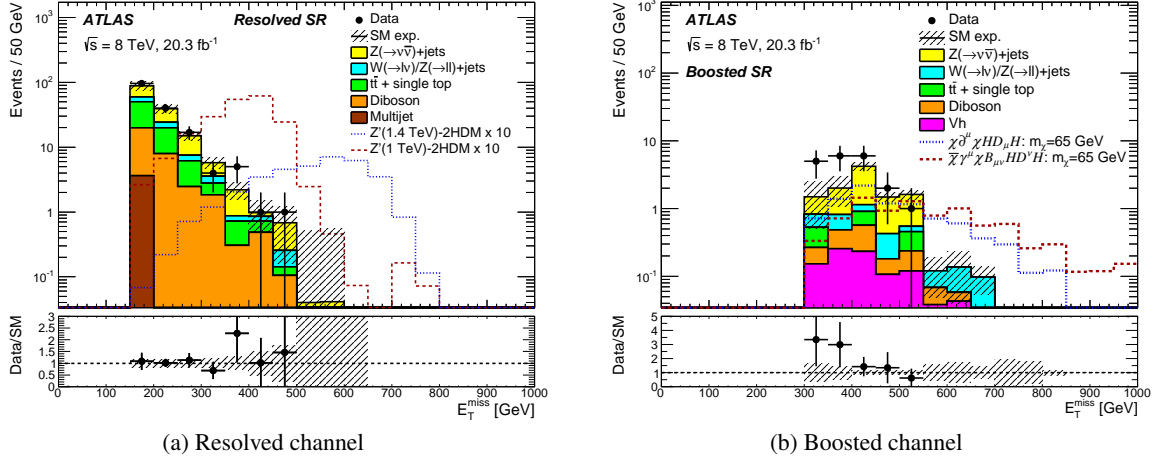 Events / 50 GeV
ATLAS Resolved SR
√s = 8 TeV, 20.3 fb⁻¹
Data
SM exp.
Z(→νν̄)+jets
W(→lν)/Z(→ll)+jets
tt̄ + single top
Diboson
Multijet
Z'(1.4 TeV)-2HDM x 10
Z'(1 TeV)-2HDM x 10
10³
10²
10
1
10⁻¹
Data/SM
3
2.5
2
1.5
1
0.5
0
0 100 200 300 400 500 600 700 800 900 1000
E_T^miss [GeV]
(a) Resolved channel
Events / 50 GeV
ATLAS
√s = 8 TeV, 20.3 fb⁻¹
Boosted SR
Data
SM exp.
Z(→νν̄)+jets
W(→lν)/Z(→ll)+jets
tt̄ + single top
Diboson
Vh
χ∂^μχHD_μH: m_χ=65 GeV
χ̄γ^μχB_μνHD^νH: m_χ=65 GeV
10³
10²
10
1
10⁻¹
Data/SM
5
4
3
2
1
0
0 100 200 300 400 500 600 700 800 900 1000
E_T^miss [GeV]
(b) Boosted channel